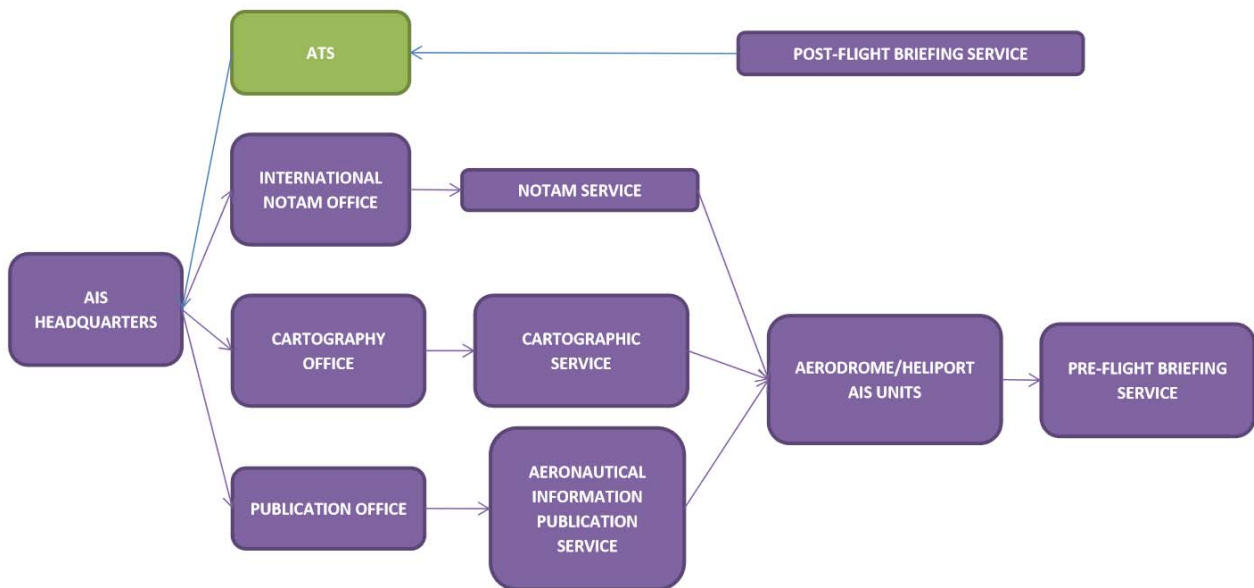 ATS
POST-FLIGHT BRIEFING SERVICE
INTERNATIONAL
NOTAM OFFICE
NOTAM SERVICE
AIS
HEADQUARTERS
CARTOGRAPHY
OFFICE
CARTOGRAPHIC
SERVICE
AERODROME/HELIPORT
AIS UNITS
PRE-FLIGHT BRIEFING
SERVICE
PUBLICATION OFFICE
AERONAUTICAL
INFORMATION
PUBLICATION
SERVICE